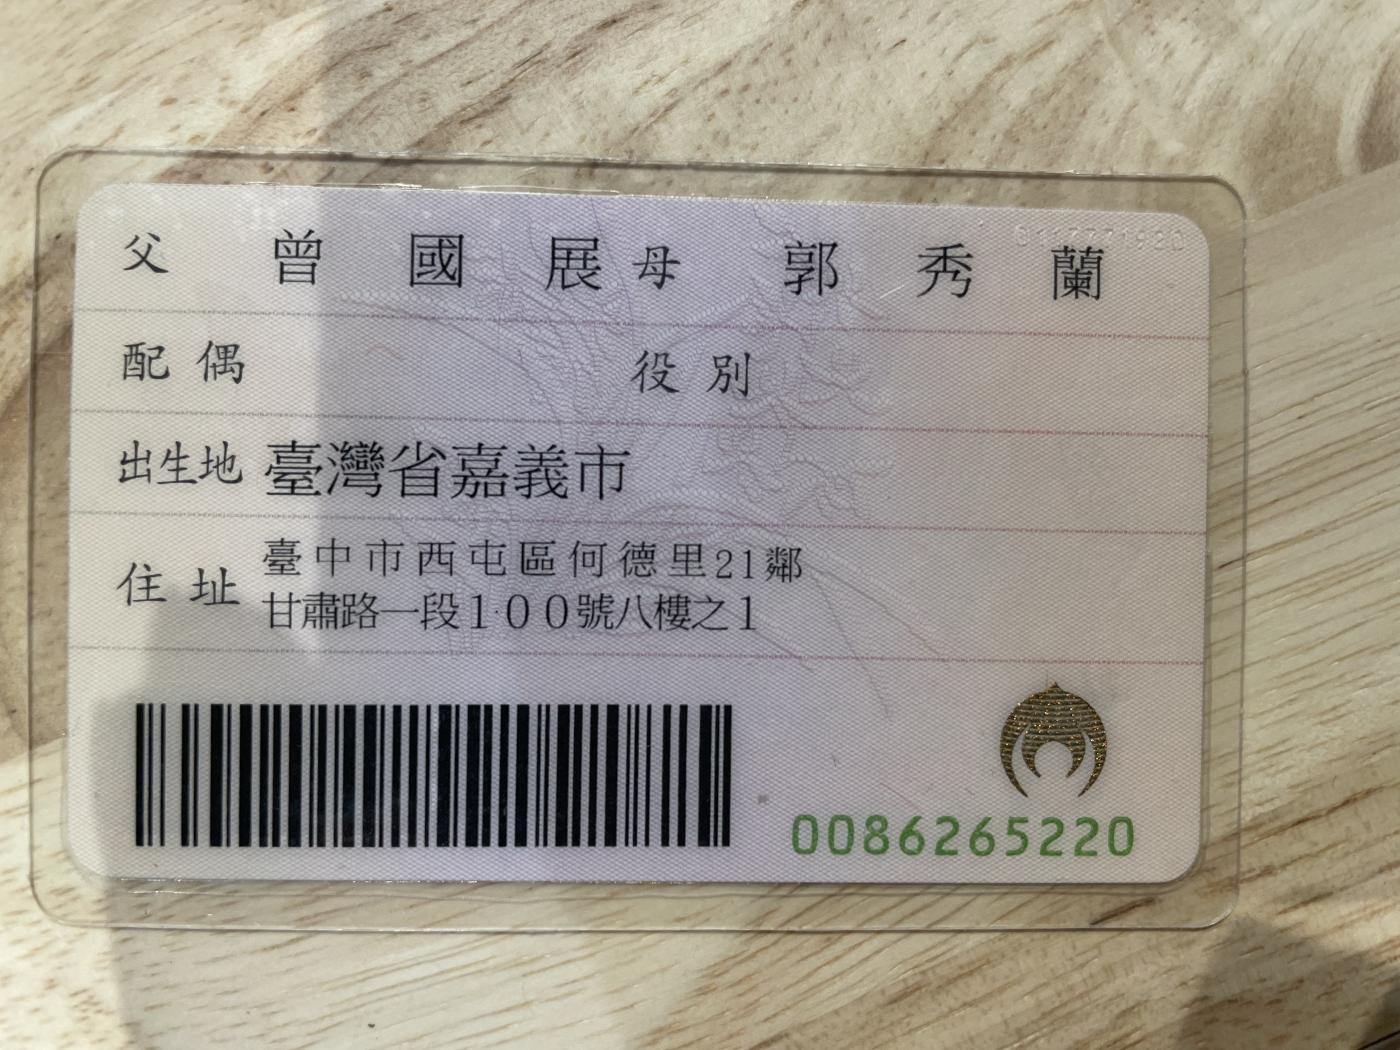 父 曾國展 母 郭秀蘭
配偶 役別
出生地 臺灣省嘉義市
住址 臺中市西屯區何德里21鄰
甘肅路一段100號八樓之1
0086265220